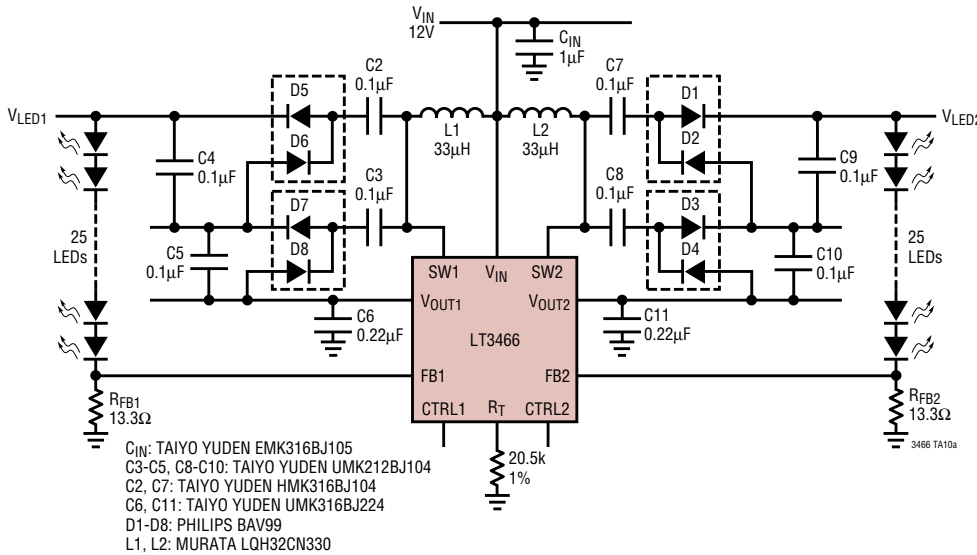 VIN
12V
CIN
1µF
C2
0.1µF
C7
0.1µF
D5
D1
VLED1
L1
33µH
L2
33µH
VLED2
D6
D2
C4
0.1µF
C3
0.1µF
C8
0.1µF
C9
0.1µF
D7
D3
25
LEDs
C5
0.1µF
D8
D4
C10
0.1µF
25
LEDs
SW1
VIN
SW2
VOUT1
VOUT2
C6
0.22µF
LT3466
C11
0.22µF
FB1
FB2
RFB1
13.3Ω
CTRL1
RT
CTRL2
RFB2
13.3Ω
3466 TA10a
20.5k
1%
CIN: TAIYO YUDEN EMK316BJ105
C3-C5, C8-C10: TAIYO YUDEN UMK212BJ104
C2, C7: TAIYO YUDEN HMK316BJ104
C6, C11: TAIYO YUDEN UMK316BJ224
D1-D8: PHILIPS BAV99
L1, L2: MURATA LQH32CN330